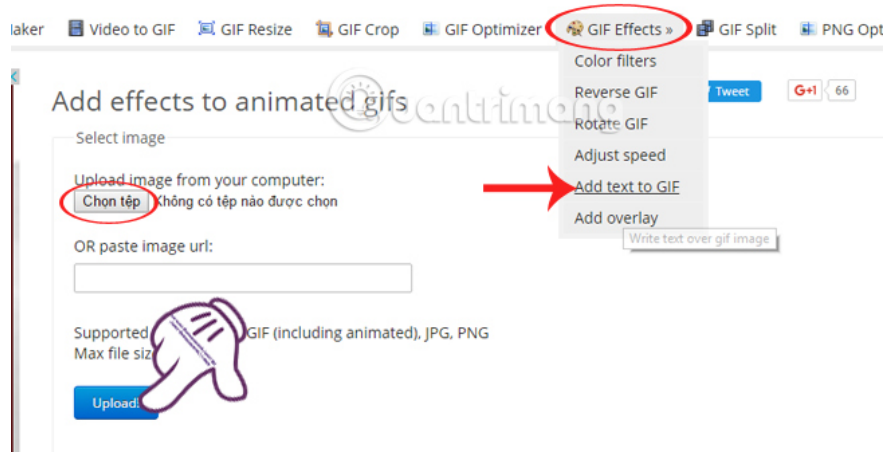 laker Video to GIF GIF Resize GIF Crop GIF Optimizer GIF Effects » GIF Split PNG Opt
Color filters
Reverse GIF
Rotate GIF
Adjust speed
Add text to GIF
Add overlay
Write text over gif image
Tweet G+1 66
Add effects to animated gifs
Quantrimang
Select image
Upload image from your computer:
Chọn tệp Không có tệp nào được chọn
OR paste image url:
Supported GIF (including animated), JPG, PNG
Max file siz
Upload!